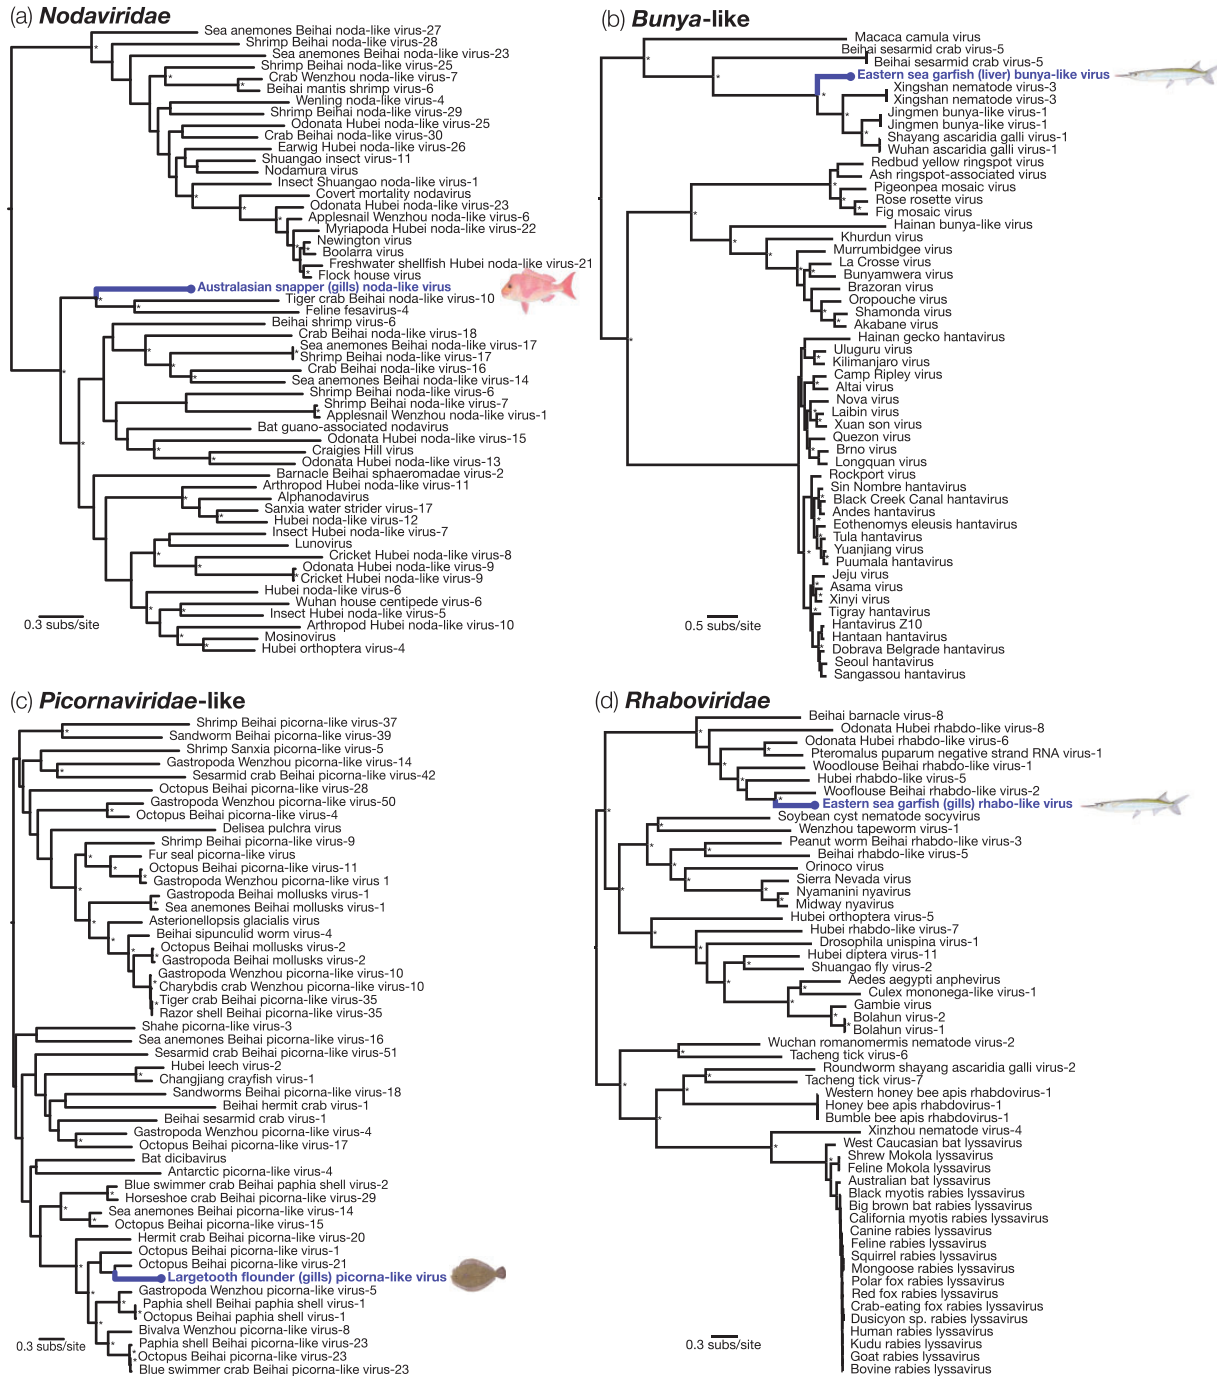 (a) Nodaviridae
Sea anemones Beihai noda-like virus-27
Shrimp Beihai noda-like virus-28
Sea anemones Beihai noda-like virus-23
Shrimp Beihai noda-like virus-25
Crab Wenzhou noda-like virus-7
Beihai mantis shrimp virus-6
Wenling noda-like virus-4
Shrimp Beihai noda-like virus-29
Odonata Hubei noda-like virus-25
Crab Beihai noda-like virus-30
Earwig Hubei noda-like virus-26
Shuangao insect virus-11
Nodamura virus
Insect Shuangao noda-like virus-1
Covert mortality nodavirus
Odonata Hubei noda-like virus-23
Applesnail Wenzhou noda-like virus-6
Myriapoda Hubei noda-like virus-22
Newington virus
Boolarra virus
Freshwater shellfish Hubei noda-like virus-21
Flock house virus
Australasian snapper (gills) noda-like virus
Tiger crab Beihai noda-like virus-10
Feline fesavirus-4
Beihai shrimp virus-6
Crab Beihai noda-like virus-18
Sea anemones Beihai noda-like virus-17
Shrimp Beihai noda-like virus-17
Crab Beihai noda-like virus-16
Sea anemones Beihai noda-like virus-14
Shrimp Beihai noda-like virus-6
Shrimp Beihai noda-like virus-7
Applesnail Wenzhou noda-like virus-1
Bat guano-associated nodavirus
Odonata Hubei noda-like virus-15
Craigies Hill virus
Odonata Hubei noda-like virus-13
Barnacle Beihai sphaeromadae virus-2
Arthropod Hubei noda-like virus-11
Alphanodavirus
Sanxia water strider virus-17
Hubei noda-like virus-12
Insect Hubei noda-like virus-7
Lunovirus
Cricket Hubei noda-like virus-8
Odonata Hubei noda-like virus-9
Cricket Hubei noda-like virus-9
Hubei noda-like virus-6
Wuhan house centipede virus-6
Insect Hubei noda-like virus-5
Arthropod Hubei noda-like virus-10
Mosinovirus
Hubei orthoptera virus-4
0.3 subs/site
(b) Bunya-like
Macaca camula virus
Beihai sesarmid crab virus-5
Beihai sesarmid crab virus-5
Eastern sea garfish (liver) bunya-like virus
Xingshan nematode virus-3
Xingshan nematode virus-3
Jingmen bunya-like virus-1
Jingmen bunya-like virus-1
Shayang ascaridia galli virus-1
Wuhan ascaridia galli virus-1
Redbud yellow ringspot virus
Ash ringspot-associated virus
Pigeonpea mosaic virus
Rose rosette virus
Fig mosaic virus
Hainan bunya-like virus
Khurdun virus
Murrumbidgee virus
La Crosse virus
Bunyamwera virus
Brazoran virus
Oropouche virus
Shamonda virus
Akabane virus
Hainan gecko hantavirus
Uluguru virus
Kilimanjaro virus
Camp Ripley virus
Altai virus
Nova virus
Laibin virus
Xuan son virus
Quezon virus
Brno virus
Longquan virus
Rockport virus
Sin Nombre hantavirus
Black Creek Canal hantavirus
Andes hantavirus
Eothenomys eleusis hantavirus
Tula hantavirus
Yuanjiang virus
Puumala hantavirus
Jeju virus
Asama virus
Xinyi virus
Tigray hantavirus
Hantavirus Z10
Hantaan hantavirus
Dobrava Belgrade hantavirus
Seoul hantavirus
Sangassou hantavirus
0.5 subs/site
(c) Picornaviridae-like
Shrimp Beihai picorna-like virus-37
Sandworm Beihai picorna-like virus-39
Shrimp Sanxia picorna-like virus-5
Gastropoda Wenzhou picorna-like virus-14
Sesarmid crab Beihai picorna-like virus-42
Octopus Beihai picorna-like virus-28
Gastropoda Wenzhou picorna-like virus-50
Octopus Beihai picorna-like virus-4
Delisea pulchra virus
Shrimp Beihai picorna-like virus-9
Fur seal picorna-like virus
Octopus Beihai picorna-like virus-11
Gastropoda Wenzhou picorna-like virus 1
Gastropoda Beihai mollusks virus-1
Sea anemones Beihai mollusks virus-1
Asterionellopsis glacialis virus
Beihai sipunculid worm virus-4
Octopus Beihai mollusks virus-2
Gastropoda Beihai mollusks virus-2
Gastropoda Wenzhou picorna-like virus-10
Charybdis crab Wenzhou picorna-like virus-10
Tiger crab Beihai picorna-like virus-35
Razor shell Beihai picorna-like virus-35
Shahe picorna-like virus-3
Sea anemones Beihai picorna-like virus-16
Sesarmid crab Beihai picorna-like virus-51
Hubei leech virus-2
Changjiang crayfish virus-1
Sandworms Beihai picorna-like virus-18
Beihai hermit crab virus-1
Beihai sesarmid crab virus-1
Gastropoda Wenzhou picorna-like virus-4
Octopus Beihai picorna-like virus-17
Bat dicibavirus
Antarctic picorna-like virus-4
Blue swimmer crab Beihai paphia shell virus-2
Horseshoe crab Beihai picorna-like virus-29
Sea anemones Beihai picorna-like virus-14
Octopus Beihai picorna-like virus-15
Hermit crab Beihai picorna-like virus-20
Octopus Beihai picorna-like virus-1
Octopus Beihai picorna-like virus-21
Largetooth flounder (gills) picorna-like virus
Gastropoda Wenzhou picorna-like virus-5
Paphia shell Beihai paphia shell virus-1
Octopus Beihai paphia shell virus-1
Bivalva Wenzhou picorna-like virus-8
Paphia shell Beihai picorna-like virus-23
Octopus Beihai picorna-like virus-23
Blue swimmer crab Beihai picorna-like virus-23
0.3 subs/site
(d) Rhaboviridae
Beihai barnacle virus-8
Odonata Hubei rhabdo-like virus-8
Odonata Hubei rhabdo-like virus-6
Pteromalus puparum negative strand RNA virus-1
Woodlouse Beihai rhabdo-like virus-1
Hubei rhabdo-like virus-5
Wooflouse Beihai rhabdo-like virus-2
Eastern sea garfish (gills) rhabo-like virus
Soybean cyst nematode socyvirus
Wenzhou tapeworm virus-1
Peanut worm Beihai rhabdo-like virus-3
Beihai rhabdo-like virus-5
Orinoco virus
Sierra Nevada virus
Nyamanini nyavirus
Midway nyavirus
Hubei orthoptera virus-5
Hubei rhabdo-like virus-7
Drosophila unispina virus-1
Hubei diptera virus-11
Shuangao fly virus-2
Aedes aegypti anphevirus
Culex mononega-like virus-1
Gambie virus
Bolahun virus-2
Bolahun virus-1
Wuchan romanomermis nematode virus-2
Tacheng tick virus-6
Roundworm shayang ascaridia galli virus-2
Tacheng tick virus-7
Western honey bee apis rhabdovirus-1
Honey bee apis rhabdovirus-1
Bumble bee apis rhabdovirus-1
Xinzhou nematode virus-4
West Caucasian bat lyssavirus
Shrew Mokola lyssavirus
Feline Mokola lyssavirus
Australian bat lyssavirus
Black myotis rabies lyssavirus
Big brown bat rabies lyssavirus
California myotis rabies lyssavirus
Canine rabies lyssavirus
Feline rabies lyssavirus
Squirrel rabies lyssavirus
Mongoose rabies lyssavirus
Polar fox rabies lyssavirus
Red fox rabies lyssavirus
Crab-eating fox rabies lyssavirus
Dusicyon sp. rabies lyssavirus
Human rabies lyssavirus
Kudu rabies lyssavirus
Goat rabies lyssavirus
Bovine rabies lyssavirus
0.3 subs/site